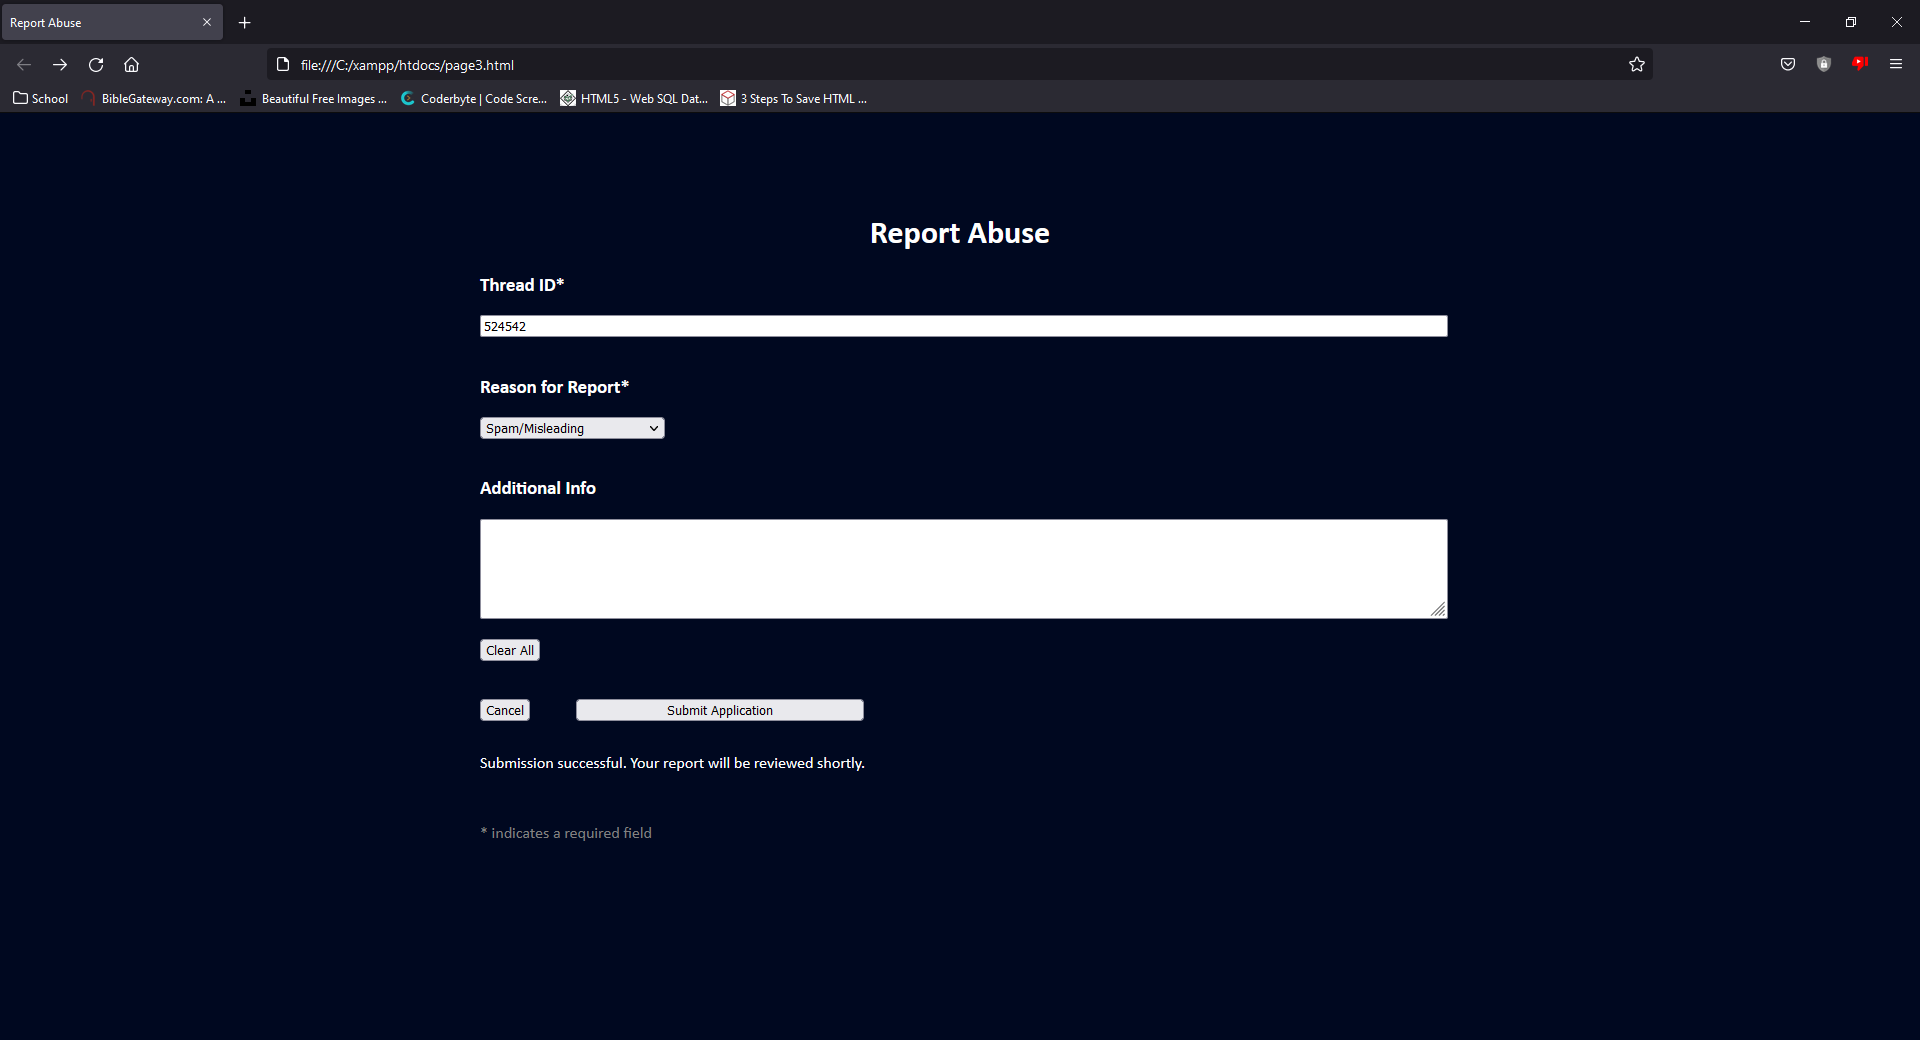 Report Abuse
file:///C:/xampp/htdocs/page3.html
School BibleGateway.com: A ... Beautiful Free Images ... Coderbyte | Code Scre... HTML5 - Web SQL Dat... 3 Steps To Save HTML ...
Report Abuse
Thread ID*
524542
Reason for Report*
Spam/Misleading
Additional Info
Clear All
Cancel Submit Application
Submission successful. Your report will be reviewed shortly.
* indicates a required field